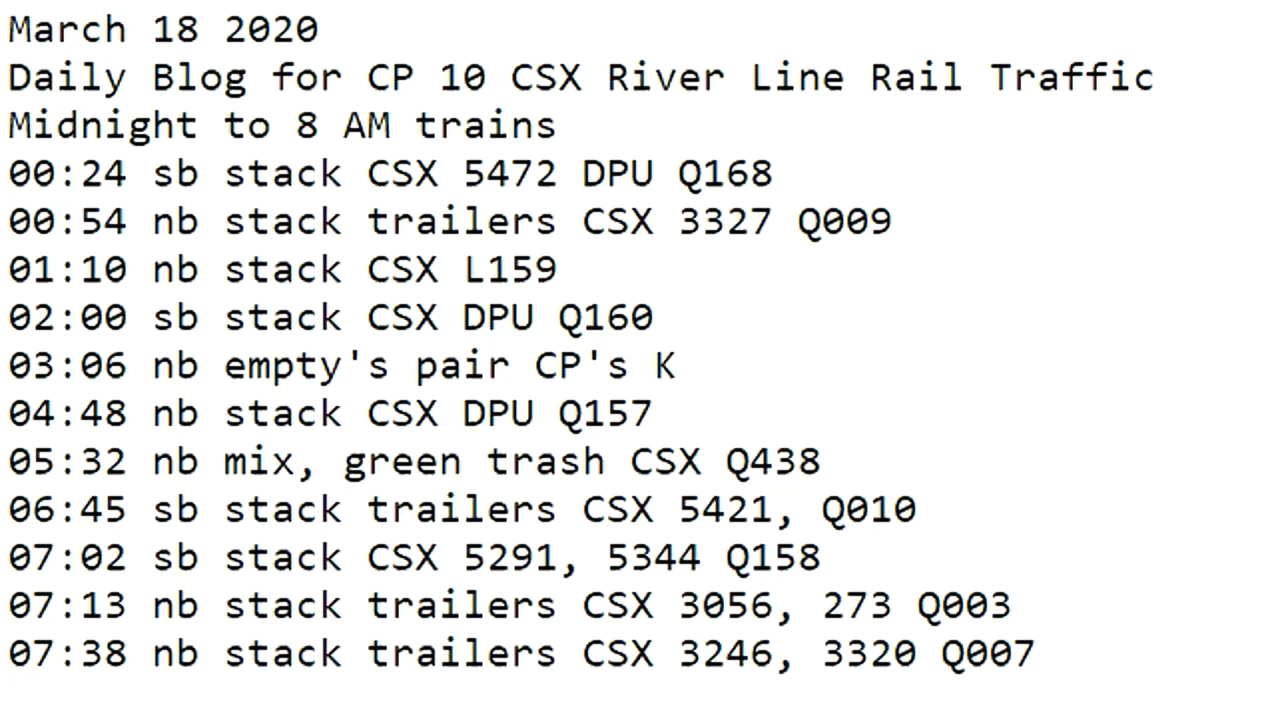 March 18 2020
Daily Blog for CP 10 CSX River Line Rail Traffic
Midnight to 8 AM trains
00:24 sb stack CSX 5472 DPU Q168
00:54 nb stack trailers CSX 3327 Q009
01:10 nb stack CSX L159
02:00 sb stack CSX DPU Q160
03:06 nb empty's pair CP's K
04:48 nb stack CSX DPU Q157
05:32 nb mix, green trash CSX Q438
06:45 sb stack trailers CSX 5421, Q010
07:02 sb stack CSX 5291, 5344 Q158
07:13 nb stack trailers CSX 3056, 273 Q003
07:38 nb stack trailers CSX 3246, 3320 Q007